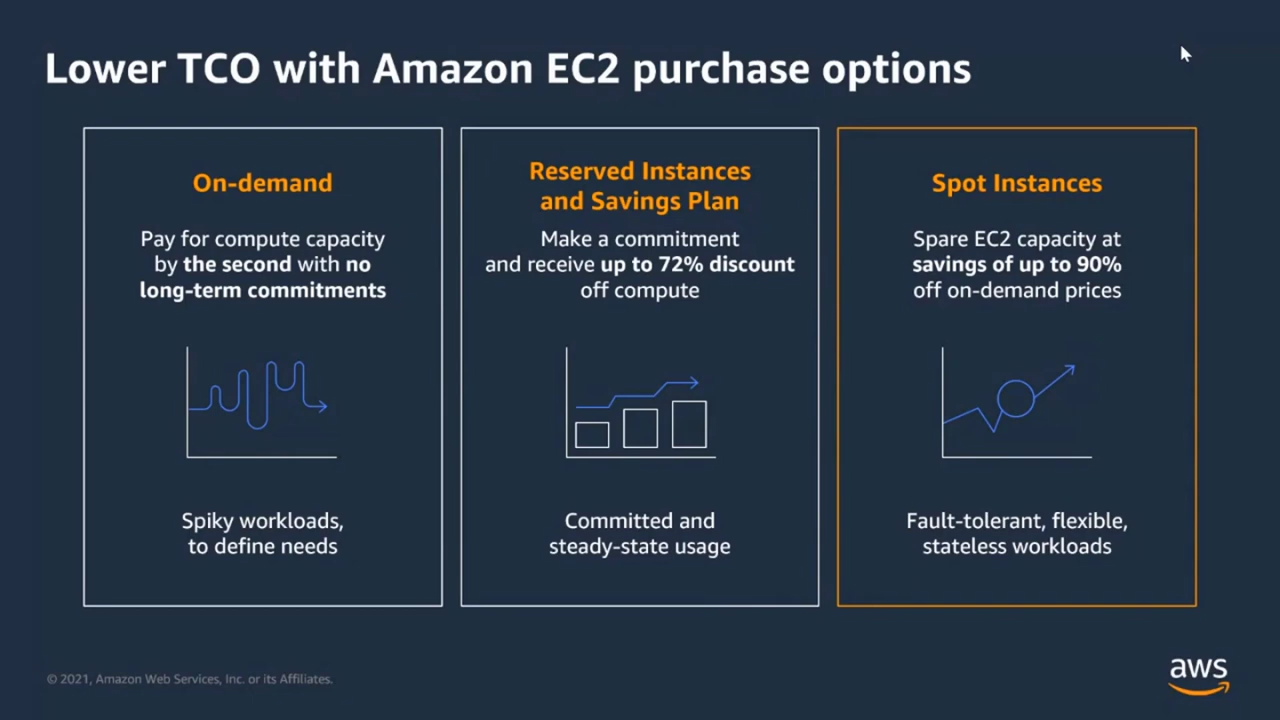 Lower TCO with Amazon EC2 purchase options
On-demand
Pay for compute capacity
by the second with no
long-term commitments
Spiky workloads,
to define needs
Reserved Instances
and Savings Plan
Make a commitment
and receive up to 72% discount
off compute
Committed and
steady-state usage
Spot Instances
Spare EC2 capacity at
savings of up to 90%
off on-demand prices
Fault-tolerant, flexible,
stateless workloads
© 2021, Amazon Web Services, Inc. or its Affiliates.
aws